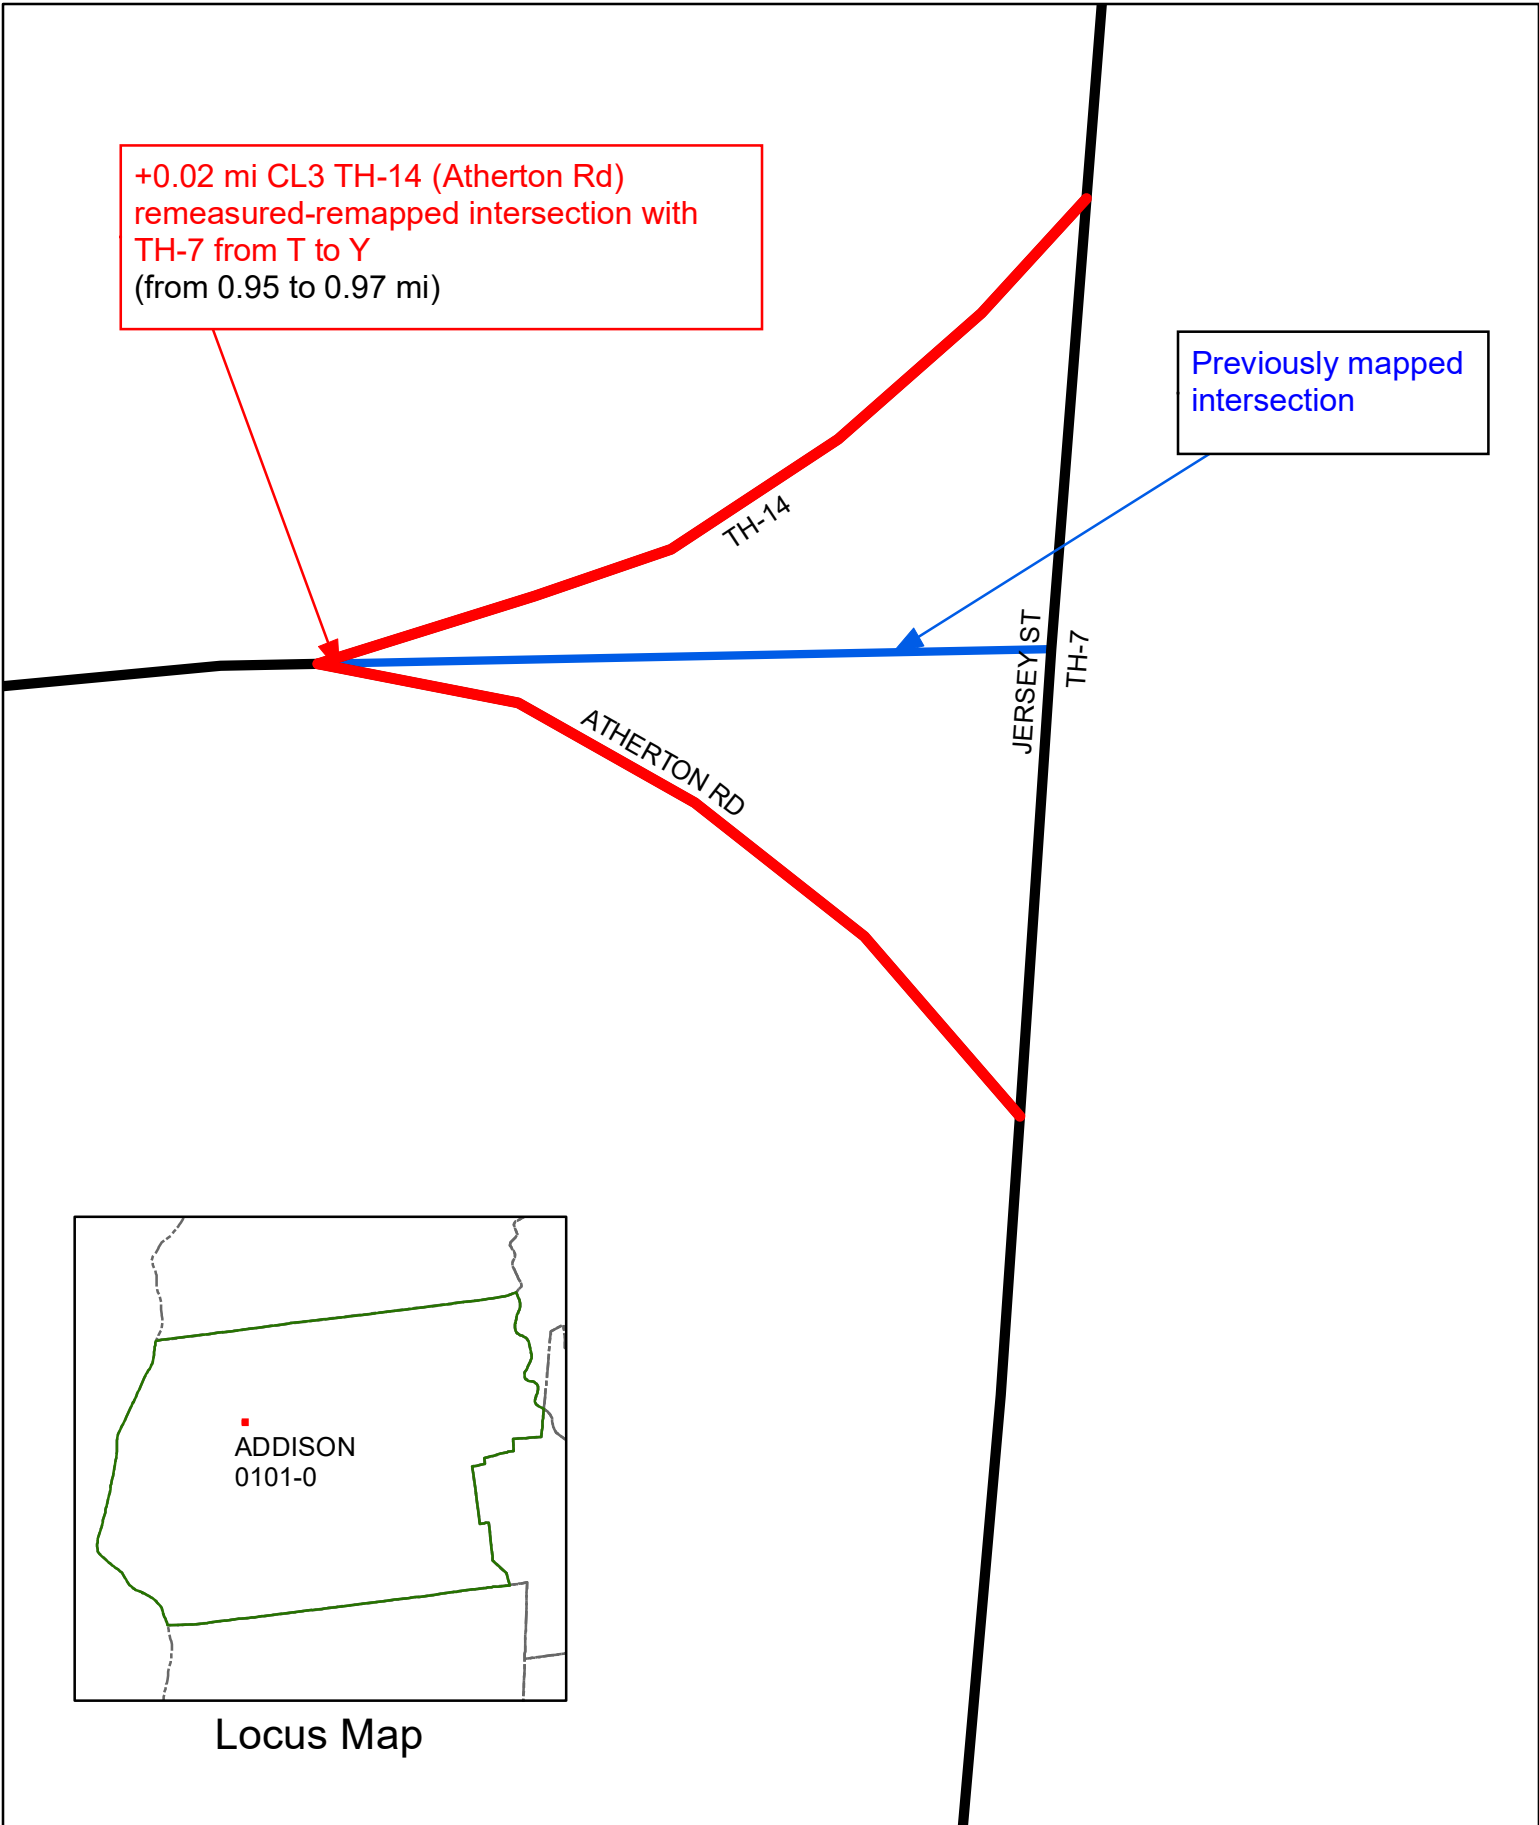 +0.02 mi CL3 TH-14 (Atherton Rd)
remeasured-remapped intersection with
TH-7 from T to Y
(from 0.95 to 0.97 mi)
Previously mapped
intersection
TH-14
JERSEY ST
TH-7
ATHERTON RD
ADDISON
0101-0
Locus Map